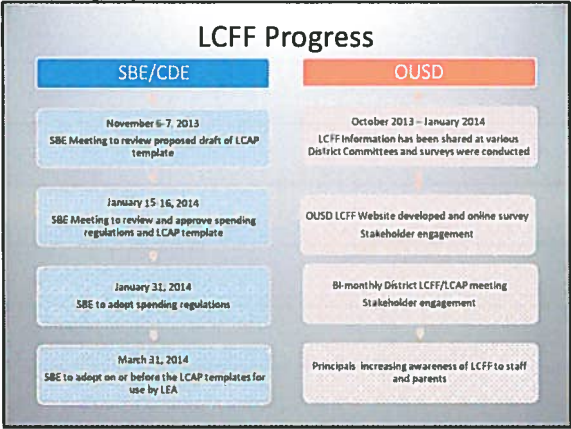 LCFF Progress
SBE/CDE
November 6-7, 2013
SBE Meeting to review proposed draft of LCAP
template
January 15-16, 2014
SBE Meeting to review and approve spending
regulations and LCAP template
January 31, 2014
SBE to adopt spending regulations
March 31, 2014
SBE to adopt on or before the LCAP templates for
use by LEA
OUSD
October 2013 – January 2014
LCFF Information has been shared at various
District Committees and surveys were conducted
OUSD LCFF Website developed and online survey
Stakeholder engagement
Bi-monthly District LCFF/LCAP meeting
Stakeholder engagement
Principals increasing awareness of LCFF to staff
and parents